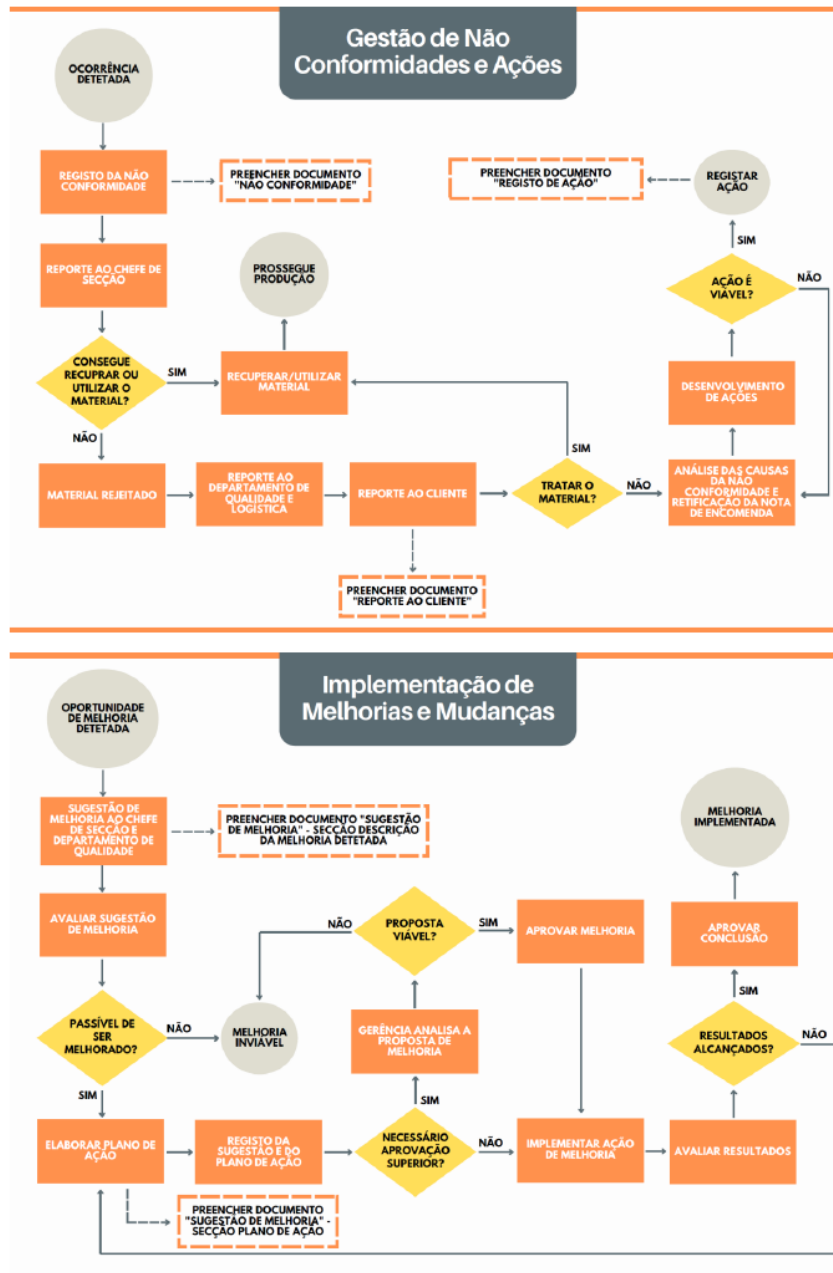 Gestão de Não
Conformidades e Ações
OCORRÊNCIA
DETETADA
REGISTO DA NÃO
CONFORMIDADE
PREENCHER DOCUMENTO
"NÃO CONFORMIDADE"
PREENCHER DOCUMENTO
"REGISTO DE AÇÃO"
REGISTAR
AÇÃO
SIM
REPORTE AO CHEFE DE
SECÇÃO
PROSSEGUE
PRODUÇÃO
AÇÃO É
VIÁVEL?
NÃO
CONSEGUE
RECUPRAR OU
UTILIZAR O
MATERIAL?
SIM
RECUPERAR/UTILIZAR
MATERIAL
DESENVOLVIMENTO
DE AÇÕES
NÃO
SIM
MATERIAL REJEITADO
REPORTE AO
DEPARTAMENTO DE
QUALIDADE E
LOGÍSTICA
REPORTE AO CLIENTE
TRATAR O
MATERIAL?
NÃO
ANÁLISE DAS CAUSAS
DA NÃO
CONFORMIDADE E
RETIFICAÇÃO DA NOTA
DE ENCOMENDA
PREENCHER DOCUMENTO
"REPORTE AO CLIENTE"
Implementação de
Melhorias e Mudanças
OPORTUNIDADE
DE MELHORIA
DETETADA
SUGESTÃO DE
MELHORIA AO CHEFE
DE SECÇÃO E
DEPARTAMENTO DE
QUALIDADE
PREENCHER DOCUMENTO "SUGESTÃO
DE MELHORIA" - SECÇÃO DESCRIÇÃO
DA MELHORIA DETETADA
MELHORIA
IMPLEMENTADA
AVALIAR SUGESTÃO
DE MELHORIA
NÃO
PROPOSTA
VIÁVEL?
SIM
APROVAR MELHORIA
APROVAR
CONCLUSÃO
SIM
PASSÍVEL DE
SER
MELHORADO?
NÃO
MELHORIA
INVIÁVEL
GERÊNCIA ANALISA A
PROPOSTA DE
MELHORIA
RESULTADOS
ALCANÇADOS?
NÃO
SIM
SIM
ELABORAR PLANO DE
AÇÃO
REGISTO DA
SUGESTÃO E DO
PLANO DE AÇÃO
NECESSÁRIO
APROVAÇÃO
SUPERIOR?
NÃO
IMPLEMENTAR AÇÃO
DE MELHORIA
AVALIAR RESULTADOS
PREENCHER DOCUMENTO
"SUGESTÃO DE MELHORIA" -
SECÇÃO PLANO DE AÇÃO